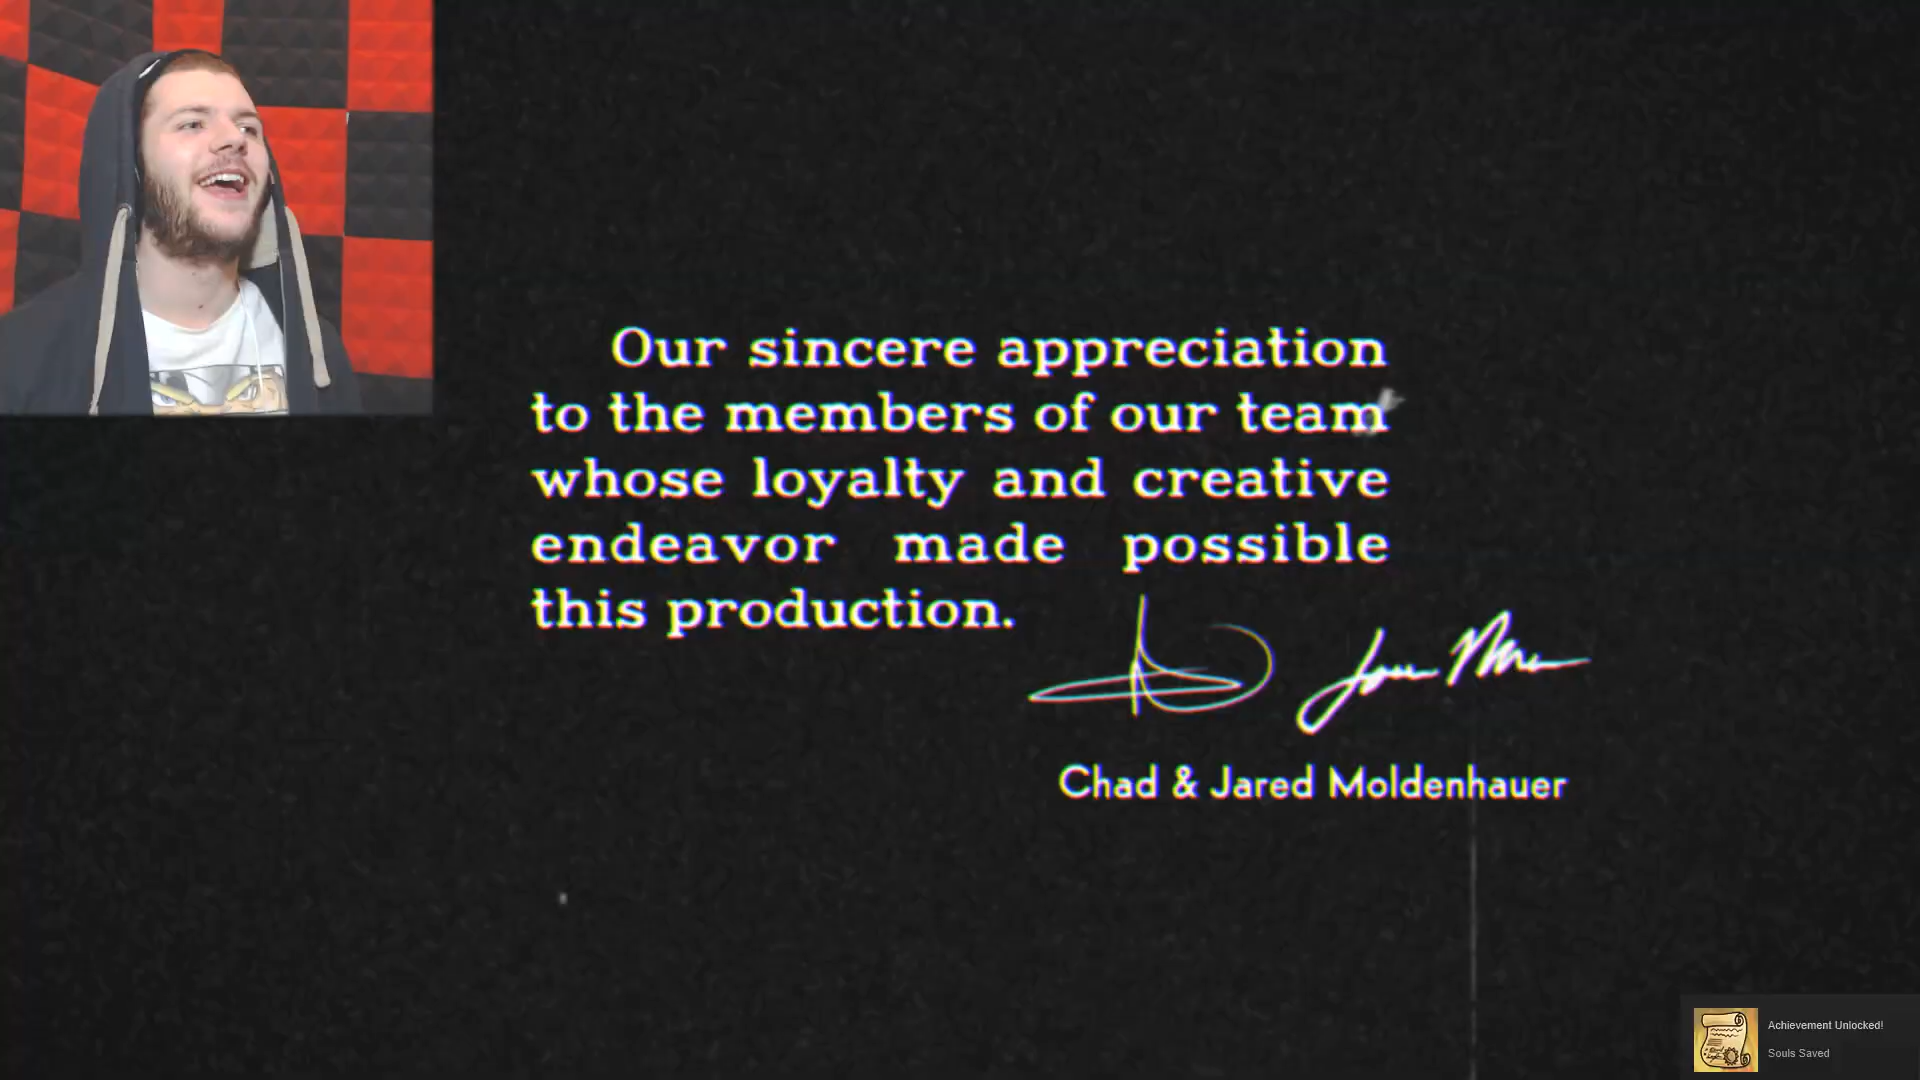 Our sincere appreciation
to the members of our team
whose loyalty and creative
endeavor made possible
this production.
Chad & Jared Moldenhauer
Achievement Unlocked!
Souls Saved